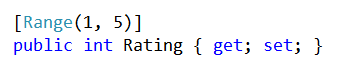 [Range(1, 5)]
public int Rating { get; set; }